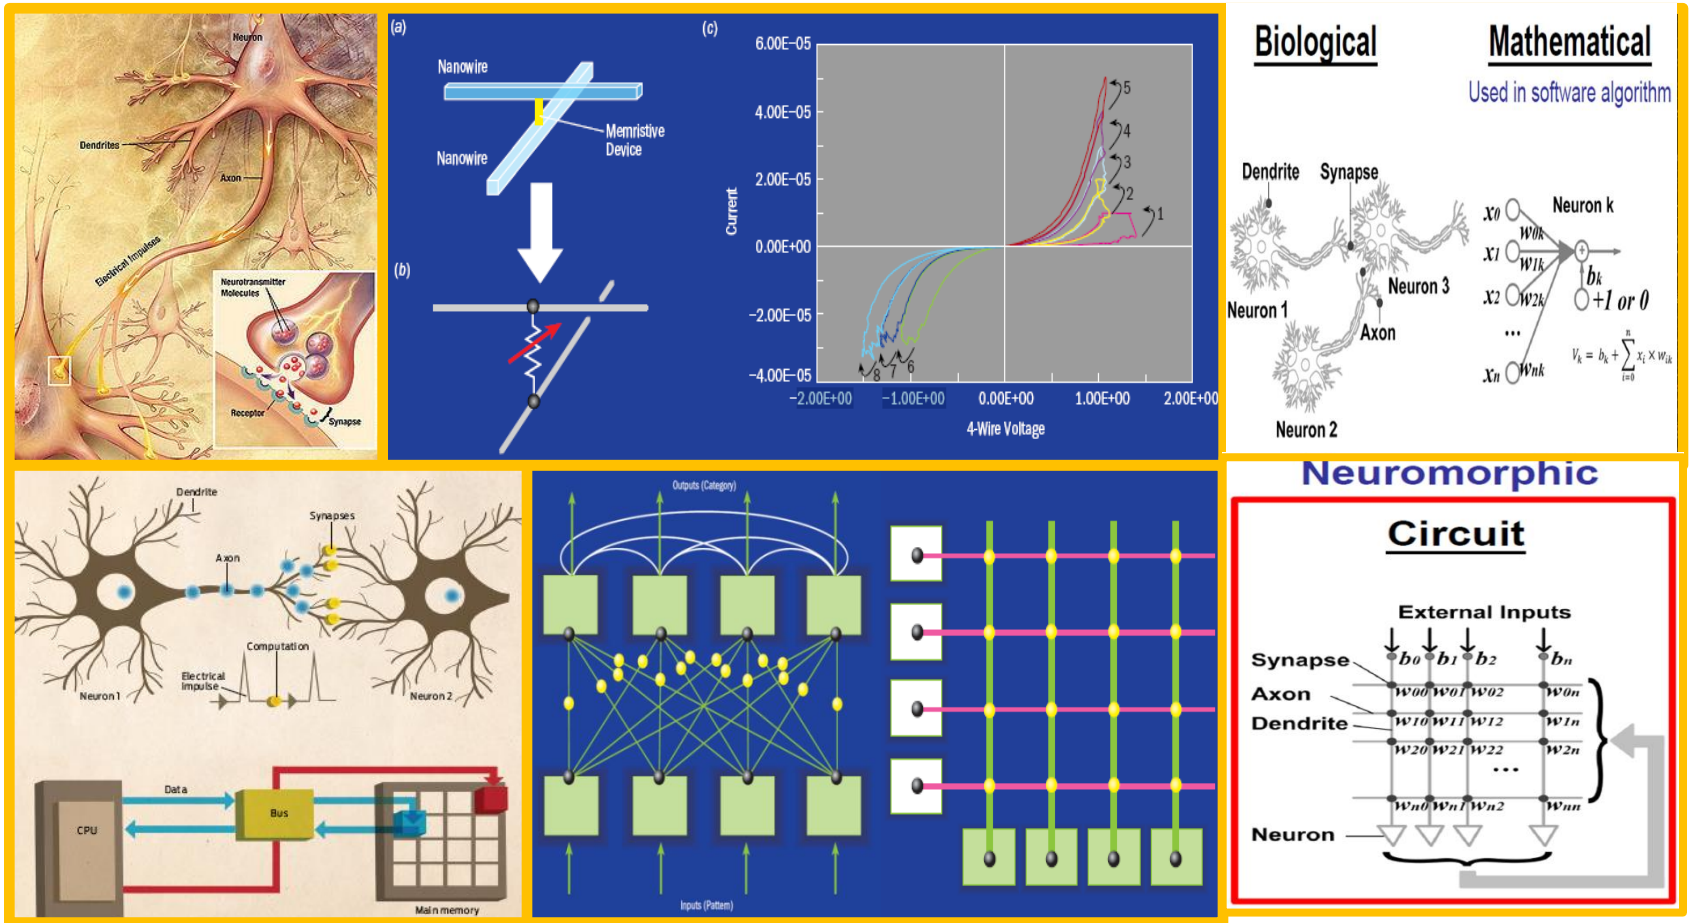 Neuron
Dendrites
Axon
Electrical Impulses
Neurotransmitter
Molecules
Receptor
Synapse
(a)
Nanowire
Memristive
Device
Nanowire
(b)
(c)
Current
6.00E−05
4.00E−05
2.00E−05
0.00E+00
−2.00E−05
−4.00E−05
5
4
3
2
1
8
7
6
−2.00E+00
−1.00E+00
0.00E+00
1.00E+00
2.00E+00
4-Wire Voltage
Biological
Mathematical
Used in software algorithm
Dendrite
Synapse
Neuron 1
Neuron 3
Axon
Neuron 2
Neuron k
x0
w0k
x1
w1k
x2
w2k
...
xn
wnk
+
bk
+1 or 0
Vk = bk + n∑i=0 xi × wik
Dendrite
Synapses
Axon
Computation
Electrical
Impulse
Neuron 1
Neuron 2
Data
CPU
Bus
Main memory
Outputs (Category)
Inputs (Pattern)
Neuromorphic
Circuit
External Inputs
b0 b1 b2 bn
Synapse
w00 w01 w02 w0n
Axon
w10 w11 w12 w1n
Dendrite
w20 w21 w22 w2n
...
wn0 wn1 wn2 wnn
Neuron